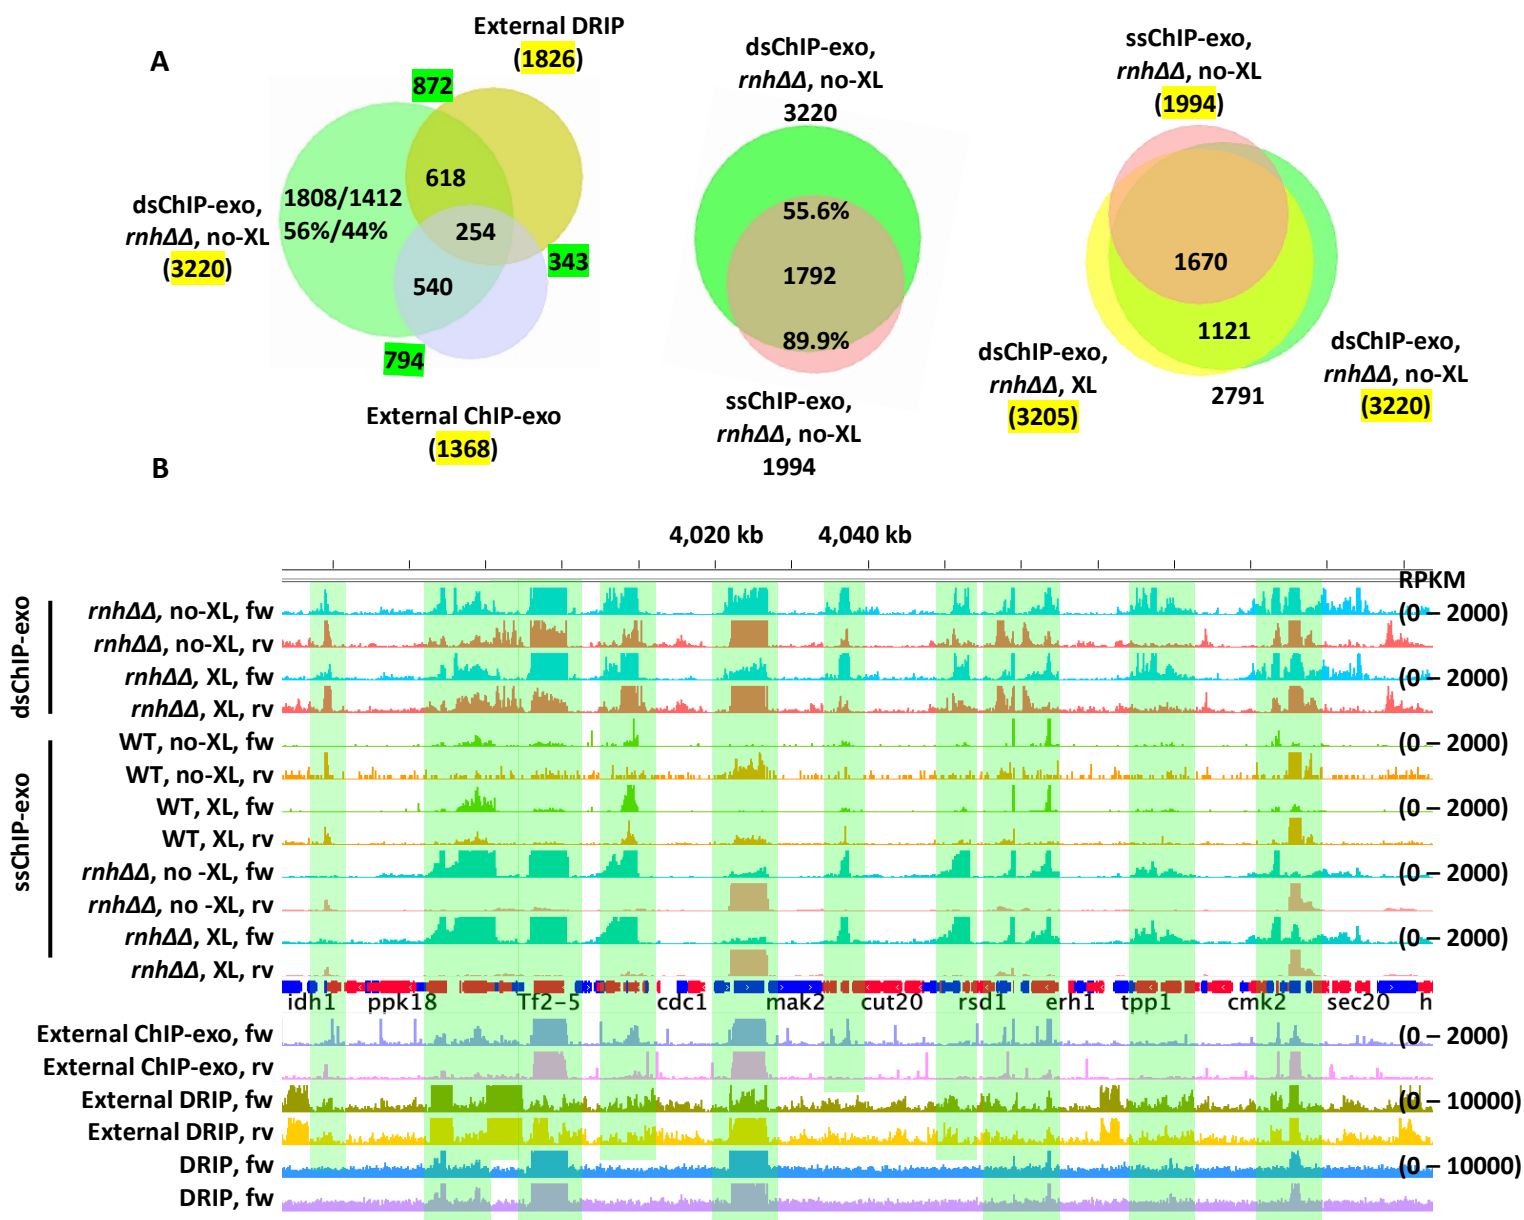 A
External DRIP
(1826)
872
618
1808/1412
56%/44%
254
540
343
794
dsChIP-exo,
rnhΔΔ, no-XL
(3220)
External ChIP-exo
(1368)
dsChIP-exo,
rnhΔΔ, no-XL
3220
55.6%
1792
89.9%
ssChIP-exo,
rnhΔΔ, no-XL
1994
ssChIP-exo,
rnhΔΔ, no-XL
(1994)
1670
1121
2791
dsChIP-exo,
rnhΔΔ, XL
(3205)
dsChIP-exo,
rnhΔΔ, no-XL
(3220)
B
4,020 kb 4,040 kb
RPKM
dsChIP-exo
rnhΔΔ, no-XL, fw (0 – 2000)
rnhΔΔ, no-XL, rv
rnhΔΔ, XL, fw (0 – 2000)
rnhΔΔ, XL, rv
ssChIP-exo
WT, no-XL, fw (0 – 2000)
WT, no-XL, rv
WT, XL, fw (0 – 2000)
WT, XL, rv
rnhΔΔ, no -XL, fw (0 – 2000)
rnhΔΔ, no -XL, rv
rnhΔΔ, XL, fw (0 – 2000)
rnhΔΔ, XL, rv
idh1 ppk18 Tf2-5 cdc1 mak2 cut20 rsd1 erh1 tpp1 cmk2 sec20 h
External ChIP-exo, fw (0 – 2000)
External ChIP-exo, rv
External DRIP, fw (0 – 10000)
External DRIP, rv
DRIP, fw (0 – 10000)
DRIP, fw